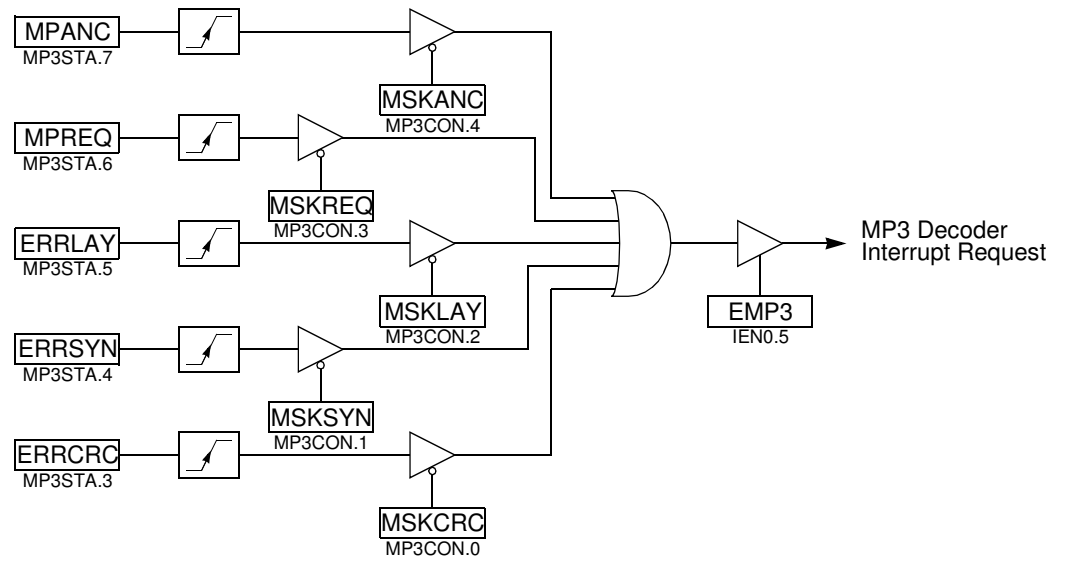 MPANC
MP3STA.7
MSKANC
MP3CON.4
MPREQ
MP3STA.6
MSKREQ
MP3CON.3
ERRLAY
MP3STA.5
MSKLAY
MP3CON.2
ERRSYN
MP3STA.4
MSKSYN
MP3CON.1
ERRCRC
MP3STA.3
MSKCRC
MP3CON.0
MP3 Decoder
Interrupt Request
EMP3
IEN0.5